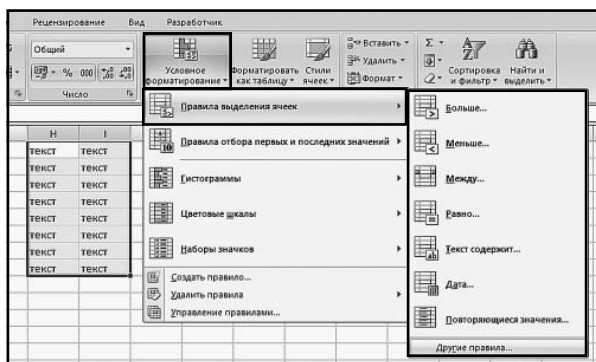 Рецензирование Вид Разработчик
Общий
% 000
Число
Условное форматирование
Форматировать как таблицу
Стили ячеек
Вставить
Удалить
Формат
Σ
Сортировка и фильтр
Найти и выделить
H I
текст текст
текст текст
текст текст
текст текст
текст текст
текст текст
текст текст
текст текст
Правила выделения ячеек
Правила отбора первых и последних значений
Гистограммы
Цветовые шкалы
Наборы значков
Создать правило...
Удалить правила
Управление правилами...
Больше...
Меньше...
Между...
Равно...
Текст содержит...
Дата...
Повторяющиеся значения...
Другие правила...